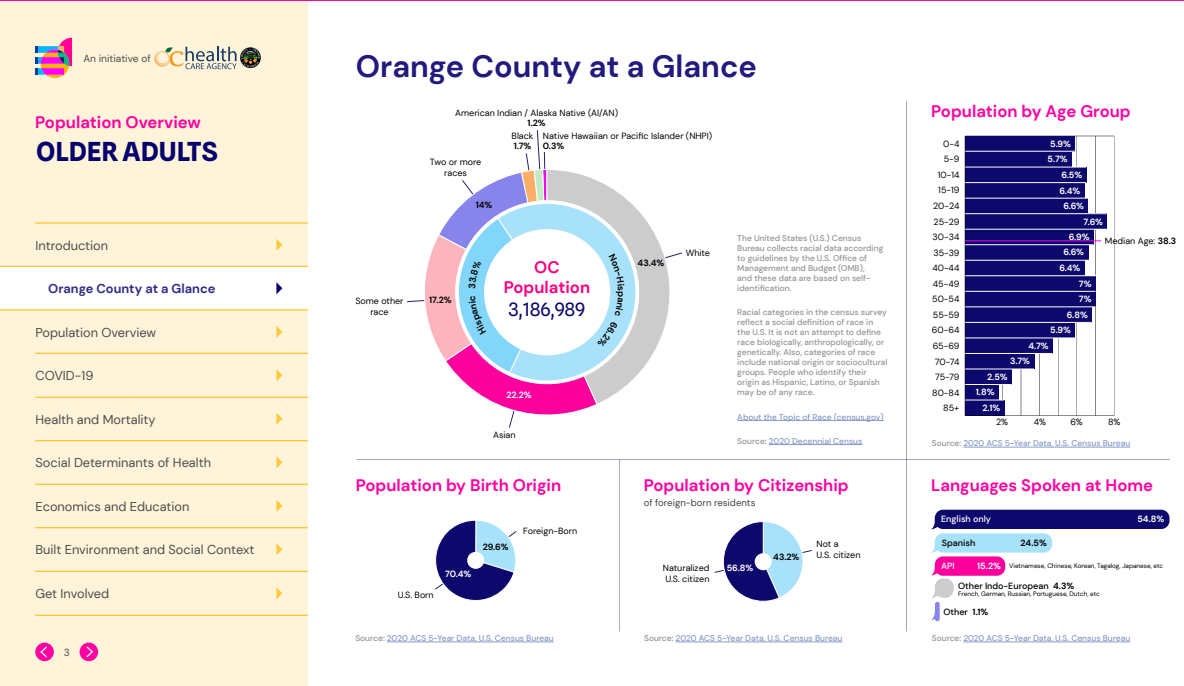 An initiative of
OC health
CARE AGENCY
Population Overview
OLDER ADULTS
Introduction
Orange County at a Glance
Population Overview
COVID-19
Health and Mortality
Social Determinants of Health
Economics and Education
Built Environment and Social Context
Get Involved
3
Orange County at a Glance
American Indian / Alaska Native (AI/AN)
1.2%
Black
1.7%
Native Hawaiian or Pacific Islander (NHPI)
0.3%
Two or more
races
14%
White
43.4%
Some other
race
17.2%
Asian
22.2%
Hispanic 33.8%
Non-Hispanic 66.2%
OC
Population
3,186,989
The United States (U.S.) Census
Bureau collects racial data according
to guidelines by the U.S. Office of
Management and Budget (OMB),
and these data are based on self-
identification.
Racial categories in the census survey
reflect a social definition of race in
the U.S. It is not an attempt to define
race biologically, anthropologically, or
genetically. Also, categories of race
include national origin or sociocultural
groups. People who identify their
origin as Hispanic, Latino, or Spanish
may be of any race.
About the Topic of Race (census.gov)
Source: 2020 Decennial Census
Population by Age Group
0-4 5.9%
5-9 5.7%
10-14 6.5%
15-19 6.4%
20-24 6.6%
25-29 7.6%
30-34 6.9%
Median Age: 38.3
35-39 6.6%
40-44 6.4%
45-49 7%
50-54 7%
55-59 6.8%
60-64 5.9%
65-69 4.7%
70-74 3.7%
75-79 2.5%
80-84 1.8%
85+ 2.1%
2% 4% 6% 8%
Source: 2020 ACS 5-Year Data, U.S. Census Bureau
Population by Birth Origin
Foreign-Born
29.6%
70.4%
U.S. Born
Source: 2020 ACS 5-Year Data, U.S. Census Bureau
Population by Citizenship
of foreign-born residents
Not a
U.S. citizen
43.2%
Naturalized
U.S. citizen
56.8%
Source: 2020 ACS 5-Year Data, U.S. Census Bureau
Languages Spoken at Home
English only 54.8%
Spanish 24.5%
API 15.2% Vietnamese, Chinese, Korean, Tagalog, Japanese, etc
Other Indo-European 4.3%
French, German, Russian, Portuguese, Dutch, etc
Other 1.1%
Source: 2020 ACS 5-Year Data, U.S. Census Bureau